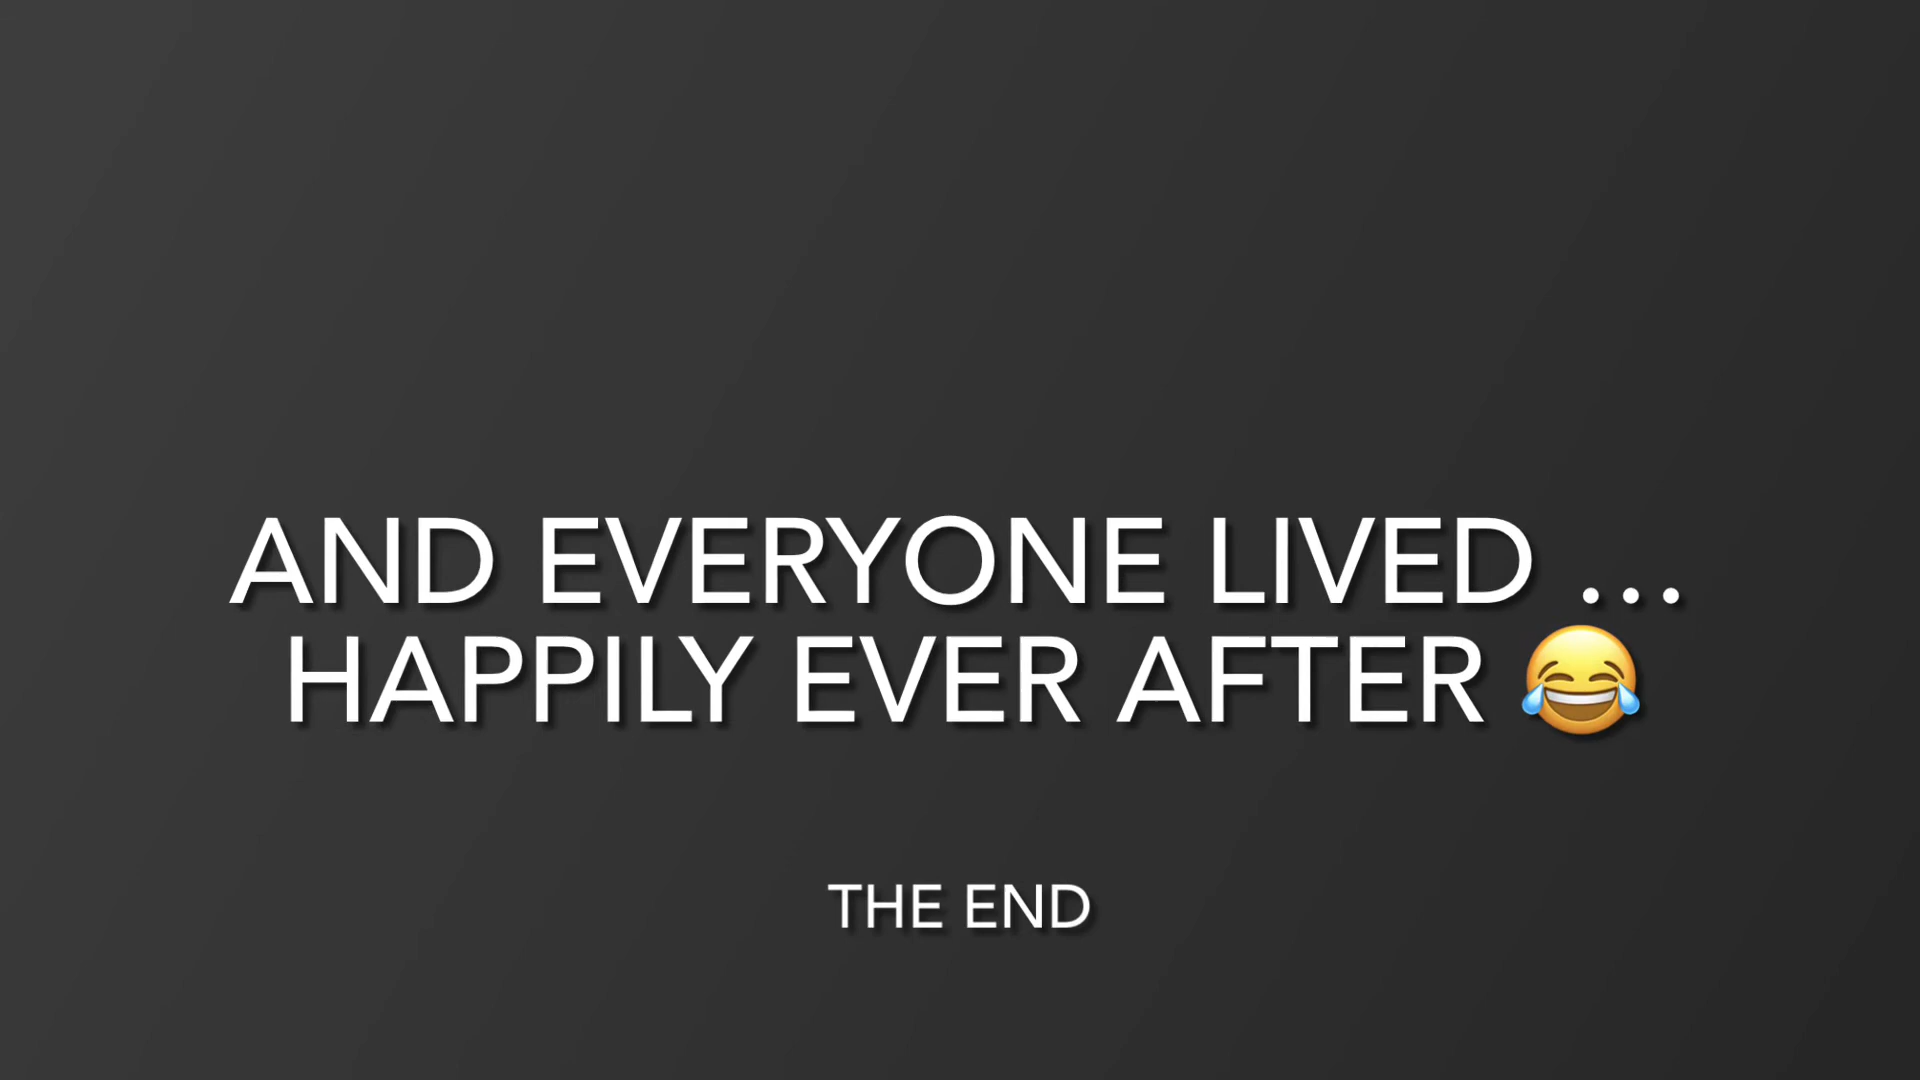 AND EVERYONE LIVED ...
HAPPILY EVER AFTER 😂
THE END